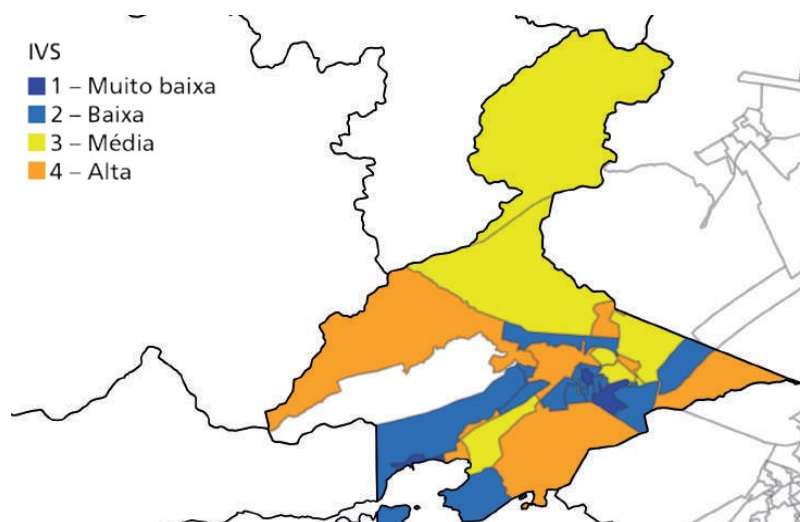 IVS
1 – Muito baixa
2 – Baixa
3 – Média
4 – Alta